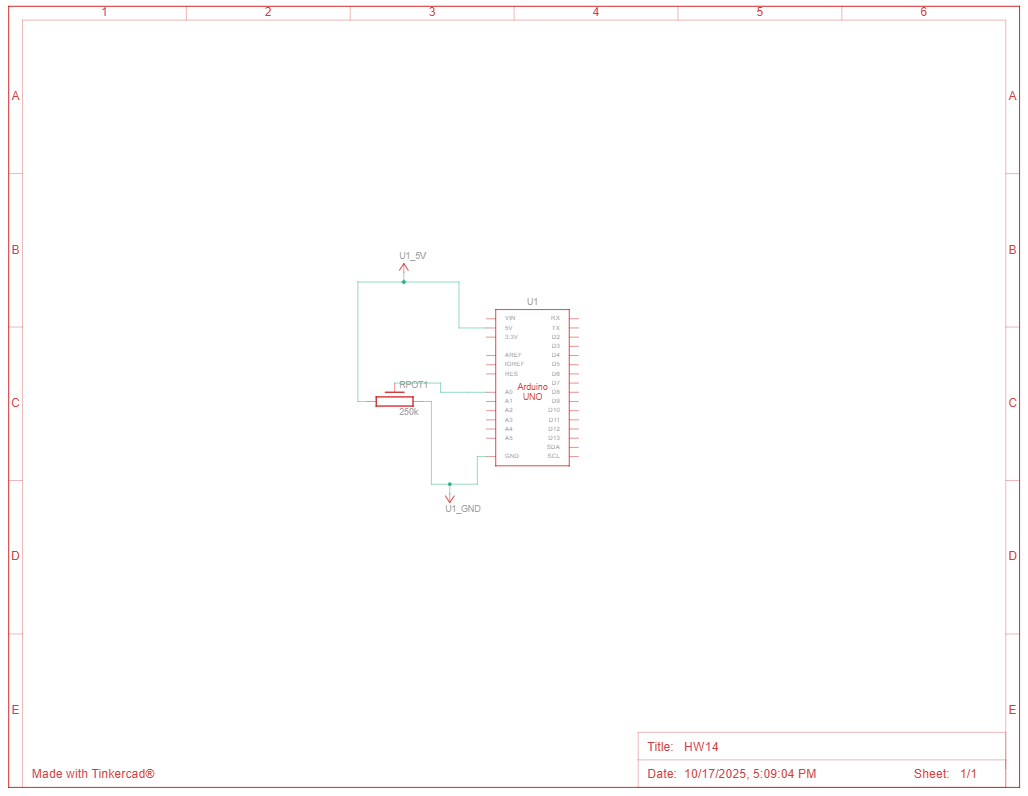 1 2 3 4 5 6
A A
B B
C C
D D
E E
U1_5V
U1
VIN RX
5V TX
3.3V D2
D3
AREF D4
IOREF D5
RES D6
D7
RPOT1
Arduino
UNO
A0 D8
A1 D9
A2 D10
A3 D11
A4 D12
A5 D13
SDA
GND SCL
250k
U1_GND
Title: HW14
Made with Tinkercad®
Date: 10/17/2025, 5:09:04 PM Sheet: 1/1